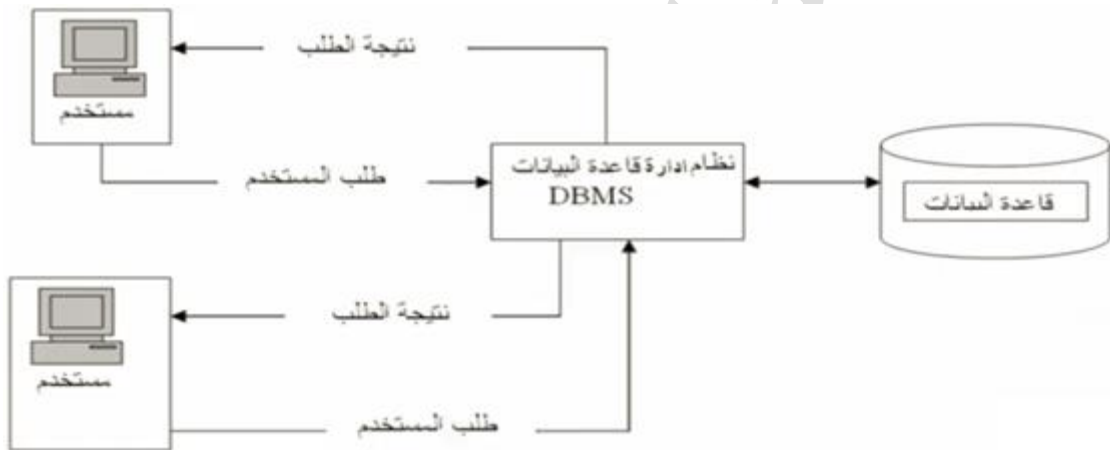 نتيجة الطلب
مستخدم
طلب المستخدم
نظام ادارة قاعدة البيانات
DBMS
قاعدة البيانات
نتيجة الطلب
مستخدم
طلب المستخدم